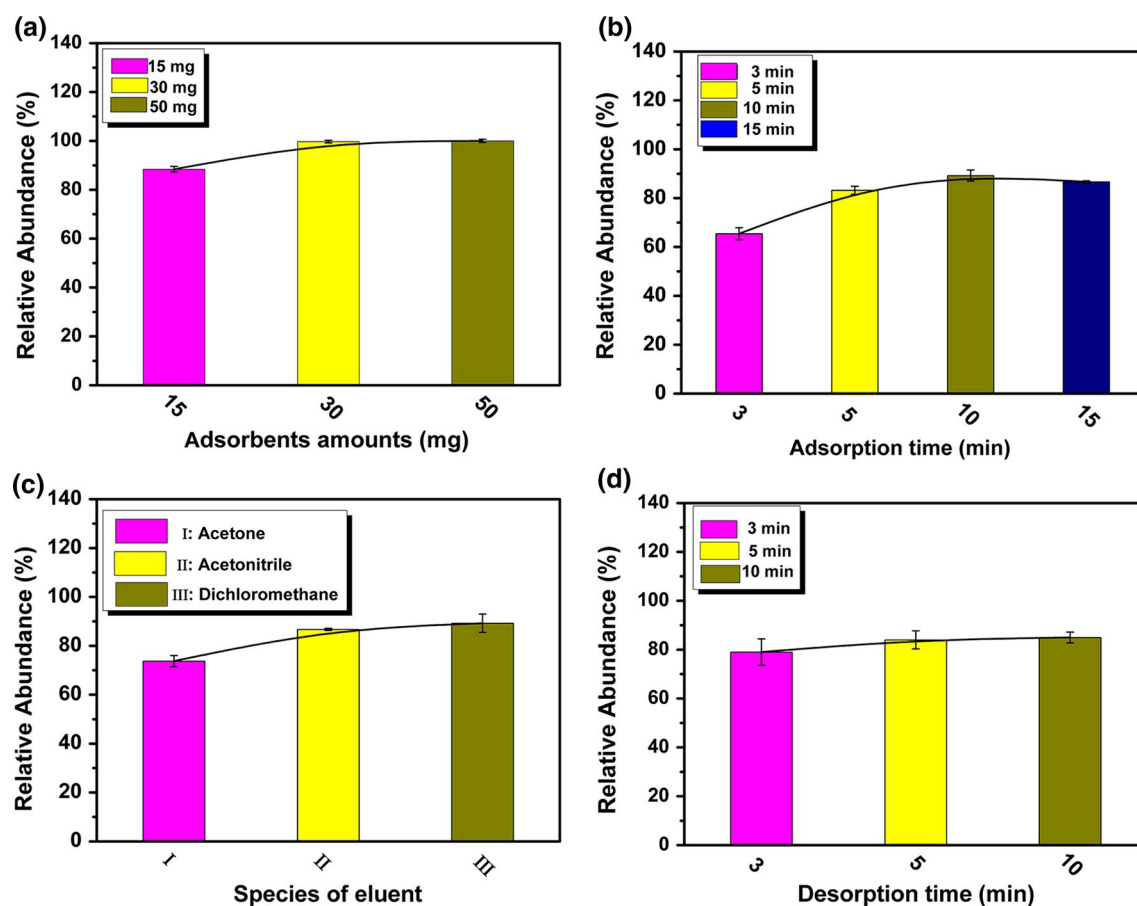 (a)
140
120
100
80
60
40
20
0
Relative Abundance (%)
15 mg
30 mg
50 mg
15
30
50
Adsorbents amounts (mg)
(b)
140
120
100
80
60
40
20
0
Relative Abundance (%)
3 min
5 min
10 min
15 min
3
5
10
15
Adsorption time (min)
(c)
140
120
100
80
60
40
20
0
Relative Abundance (%)
I: Acetone
II: Acetonitrile
III: Dichloromethane
I
II
III
Species of eluent
(d)
140
120
100
80
60
40
20
0
Relative Abundance (%)
3 min
5 min
10 min
3
5
10
Desorption time (min)